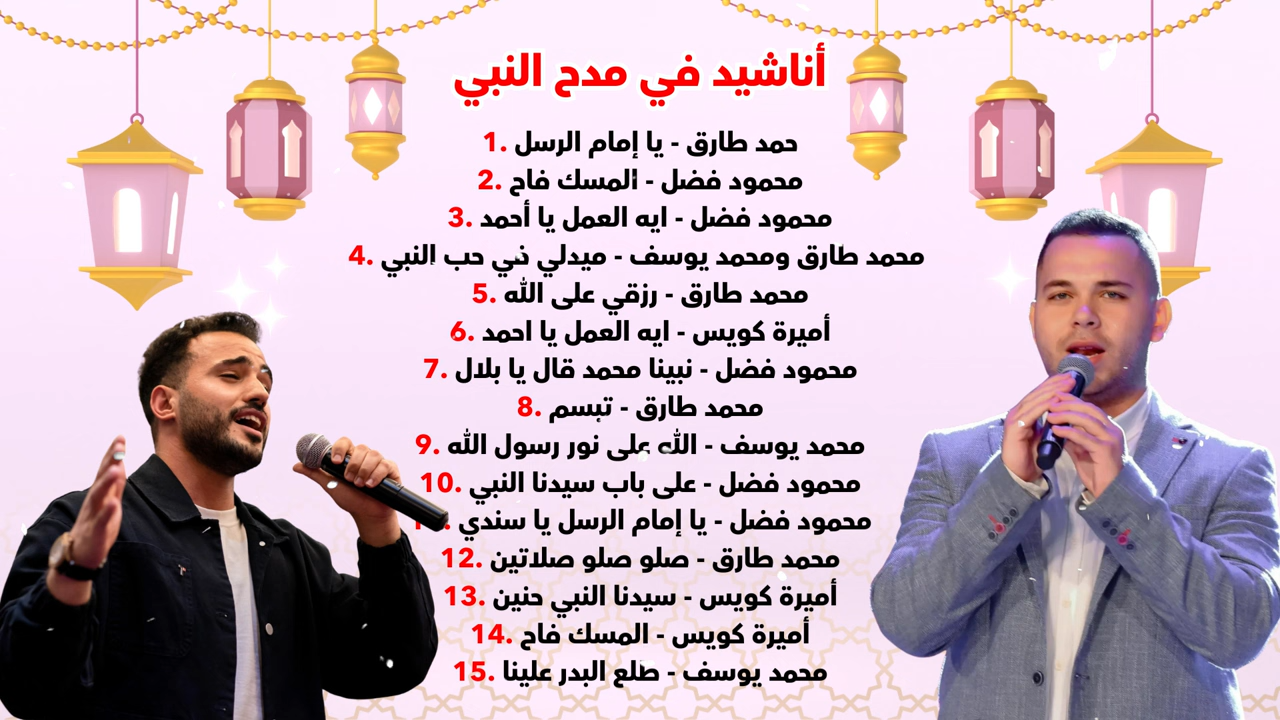 أناشيد في مدح النبي
1. حمد طارق - يا إمام الرسل
2. محمود فضل - المسك فاح
3. محمود فضل - ايه العمل يا أحمد
4. محمد طارق ومحمد يوسف - ميدلي في حب النبي
5. محمد طارق - رزقي على الله
6. أميرة كويس - ايه العمل يا احمد
7. محمود فضل - نبينا محمد قال يا بلال
8. محمد طارق - تبسم
9. محمد يوسف - الله على نور رسول الله
10. محمود فضل - على باب سيدنا النبي
محمود فضل - يا إمام الرسل يا سندي
12. محمد طارق - صلو صلو صلاتين
13. أميرة كويس - سيدنا النبي حنين
14. أميرة كويس - المسك فاح
15. محمد يوسف - طلع البدر علينا